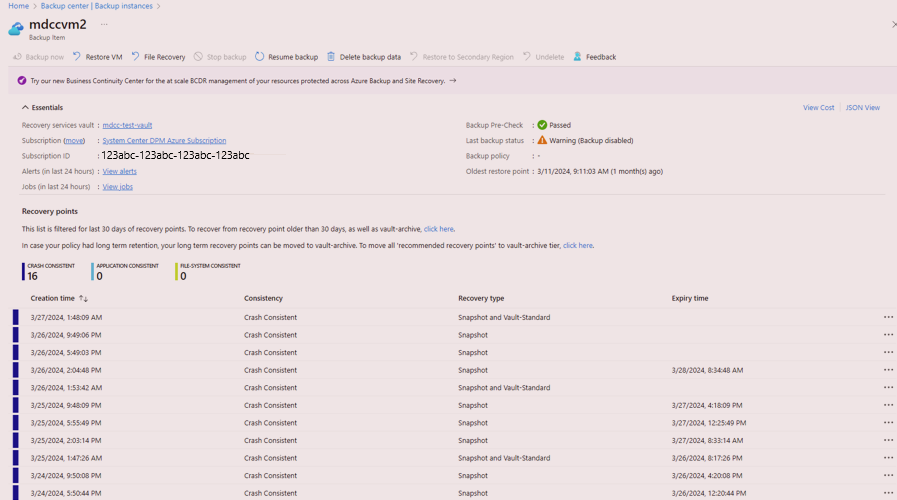 Home > Backup center | Backup instances >
mdccvm2 ...
Backup Item
Backup now Restore VM File Recovery Stop backup Resume backup Delete backup data Restore to Secondary Region Undelete Feedback
Try our new Business Continuity Center for the at scale BCDR management of your resources protected across Azure Backup and Site Recovery. →
Essentials View Cost JSON View
Recovery services vault : mdcc-test-vault Backup Pre-Check : Passed
Subscription (move) : System Center DPM Azure Subscription Last backup status : Warning (Backup disabled)
Subscription ID : 123abc-123abc-123abc-123abc Backup policy : -
Alerts (in last 24 hours) : View alerts Oldest restore point : 3/11/2024, 9:11:03 AM (1 month(s) ago)
Jobs (in last 24 hours) : View jobs
Recovery points
This list is filtered for last 30 days of recovery points. To recover from recovery point older than 30 days, as well as vault-archive, click here.
In case your policy had long term retention, your long term recovery points can be moved to vault-archive. To move all 'recommended recovery points' to vault-archive tier, click here.
CRASH CONSISTENT APPLICATION CONSISTENT FILE-SYSTEM CONSISTENT
16 0 0
Creation time ↑↓ Consistency Recovery type Expiry time
3/27/2024, 1:48:09 AM Crash Consistent Snapshot and Vault-Standard ...
3/26/2024, 9:49:06 PM Crash Consistent Snapshot ...
3/26/2024, 5:49:03 PM Crash Consistent Snapshot ...
3/26/2024, 2:04:48 PM Crash Consistent Snapshot 3/28/2024, 8:34:48 AM ...
3/26/2024, 1:53:42 AM Crash Consistent Snapshot and Vault-Standard ...
3/25/2024, 9:48:09 PM Crash Consistent Snapshot 3/27/2024, 4:18:09 PM ...
3/25/2024, 5:55:49 PM Crash Consistent Snapshot 3/27/2024, 12:25:49 PM ...
3/25/2024, 2:03:14 PM Crash Consistent Snapshot 3/27/2024, 8:33:14 AM ...
3/25/2024, 1:47:26 AM Crash Consistent Snapshot and Vault-Standard 3/26/2024, 8:17:26 PM ...
3/24/2024, 9:50:08 PM Crash Consistent Snapshot 3/26/2024, 4:20:08 PM ...
3/24/2024, 5:50:44 PM Crash Consistent Snapshot 3/26/2024, 12:20:44 PM ...